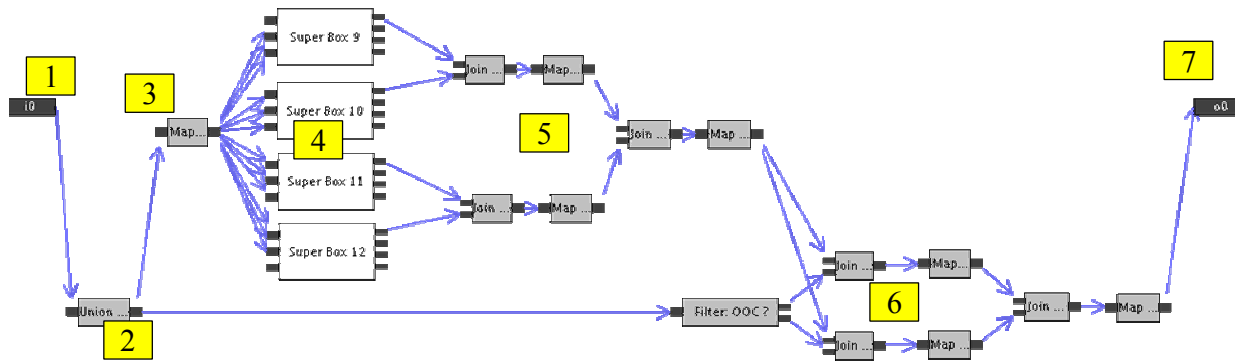 1
i0
2
Union ...
3
Map...
4
Super Box 9
Super Box 10
Super Box 11
Super Box 12
5
Join ...
Map...
Join ...
Map ...
Join ...
Map ...
Filter: OOC ?
6
Join ...
Map...
Join ...
Map ...
Join ...
Map ...
7
o0